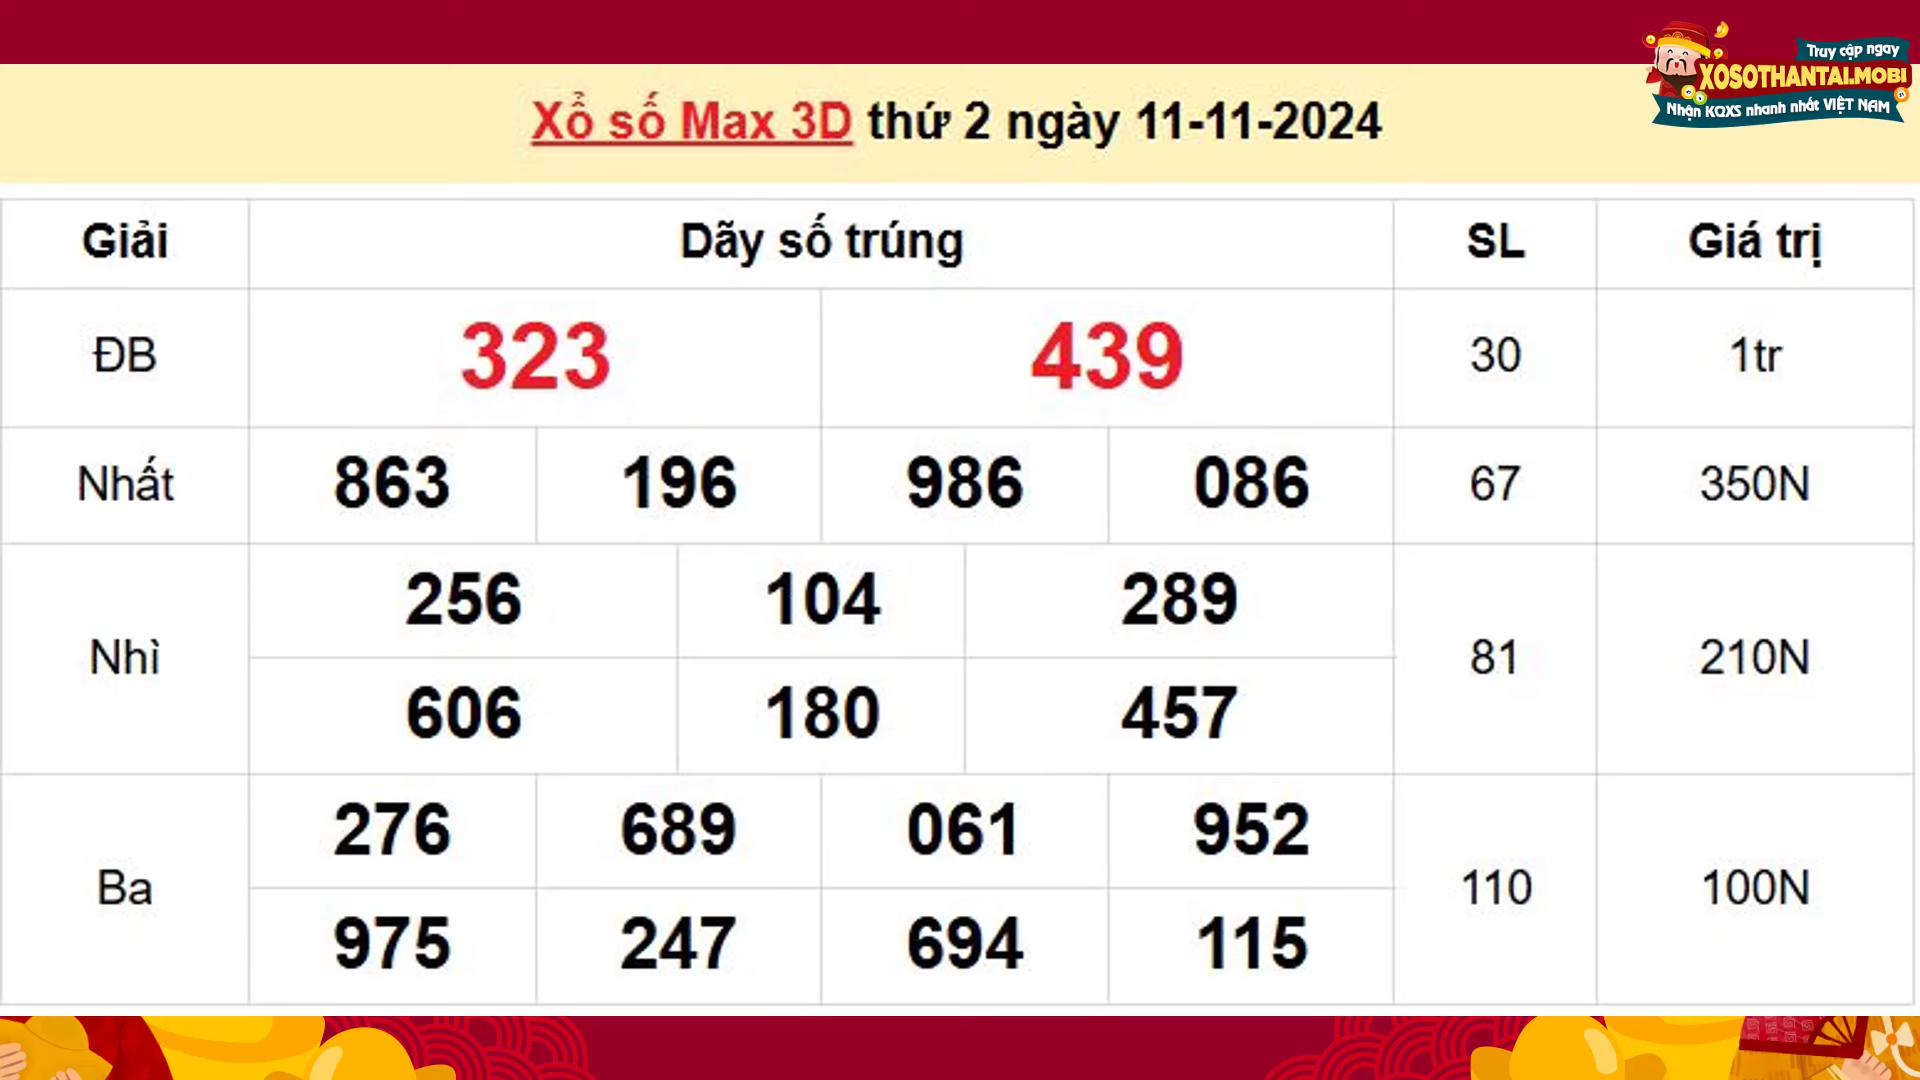 Truy cập ngay
XOSOTHANTAI.MOBI
Nhận KQXS nhanh nhất VIỆT NAM
Xổ số Max 3D thứ 2 ngày 11-11-2024
Giải Dãy số trúng SL Giá trị
ĐB 323 439 30 1tr
Nhất 863 196 986 086 67 350N
256 104 289
Nhì 81 210N
606 180 457
276 689 061 952
Ba 110 100N
975 247 694 115